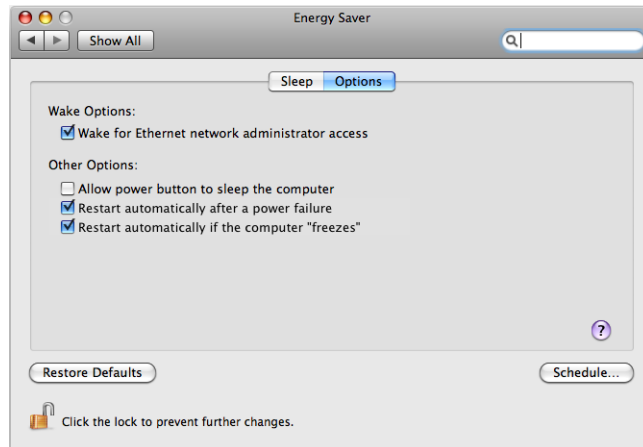 Energy Saver
Show All
Sleep Options
Wake Options:
Wake for Ethernet network administrator access
Other Options:
Allow power button to sleep the computer
Restart automatically after a power failure
Restart automatically if the computer "freezes"
?
Restore Defaults Schedule...
Click the lock to prevent further changes.